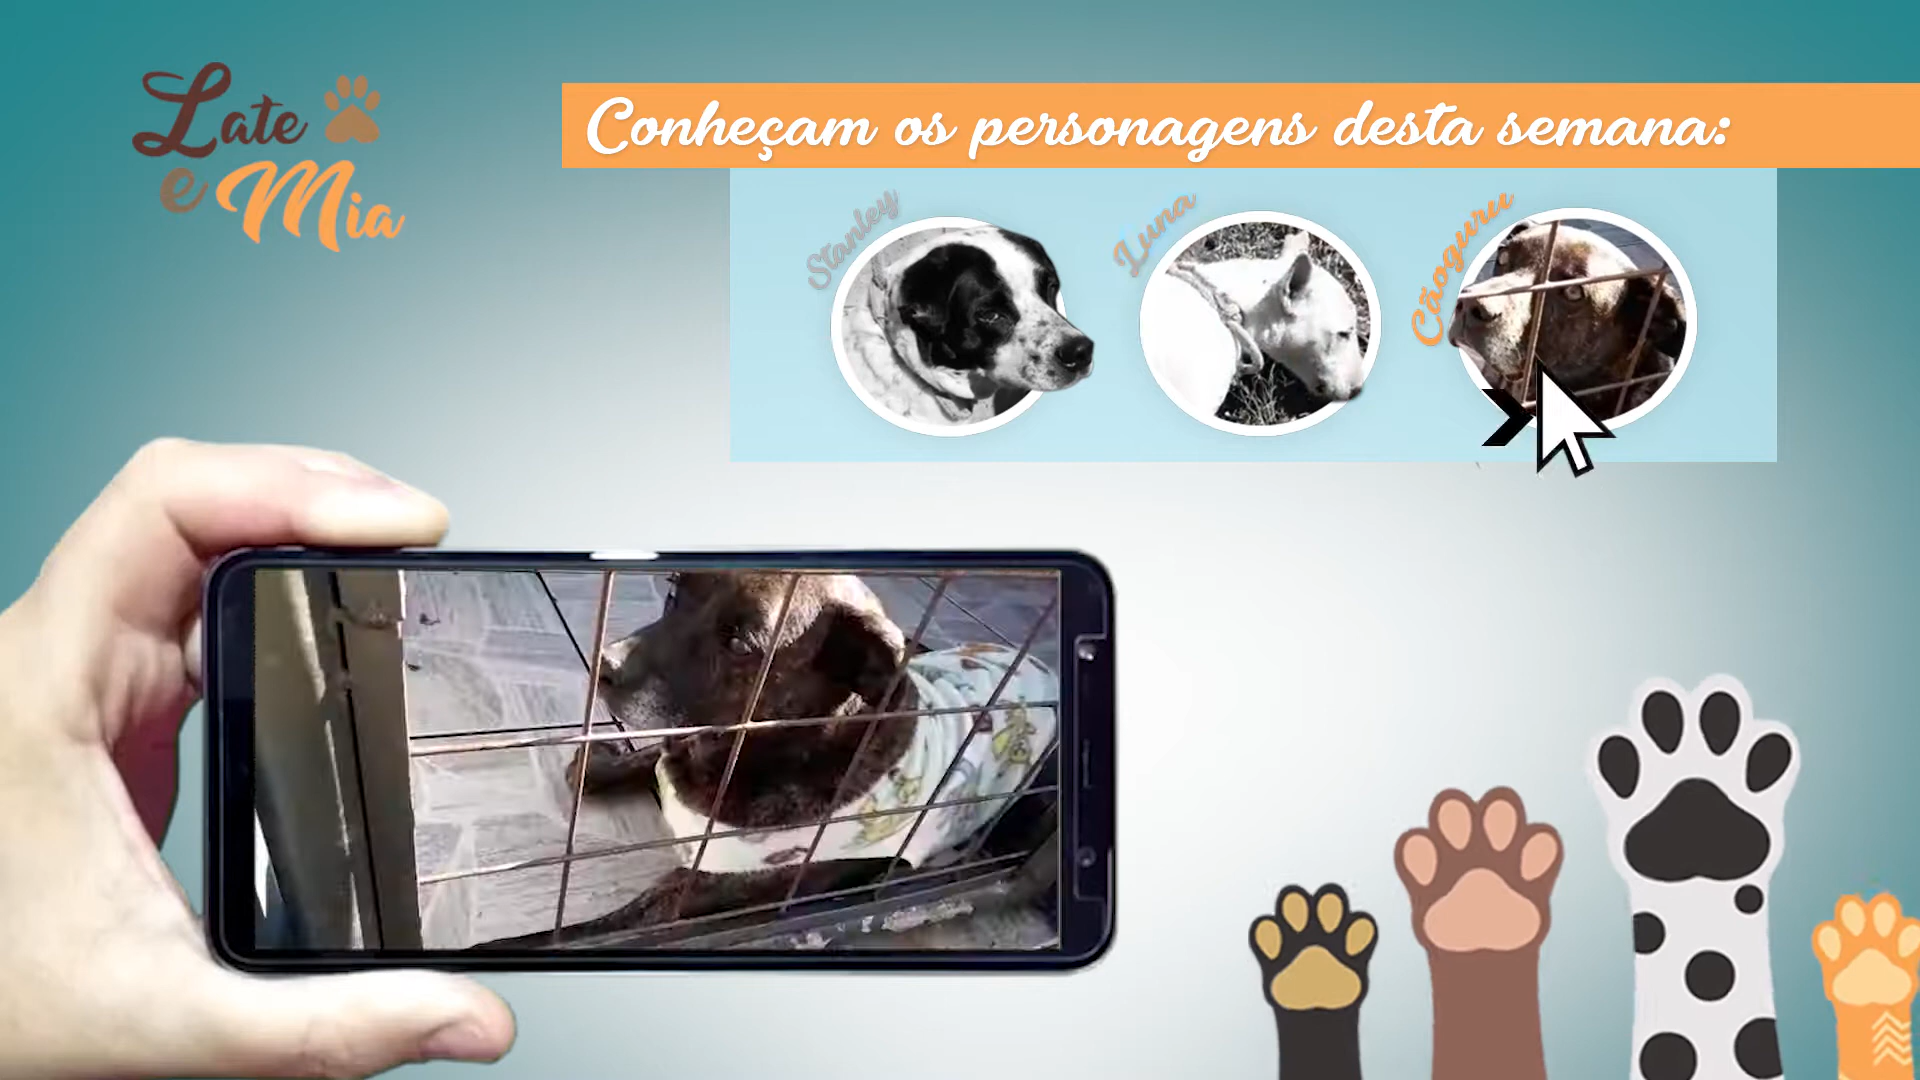 Late
e Mia
Conheçam os personagens desta semana:
Stanley
Luna
Cãoguru